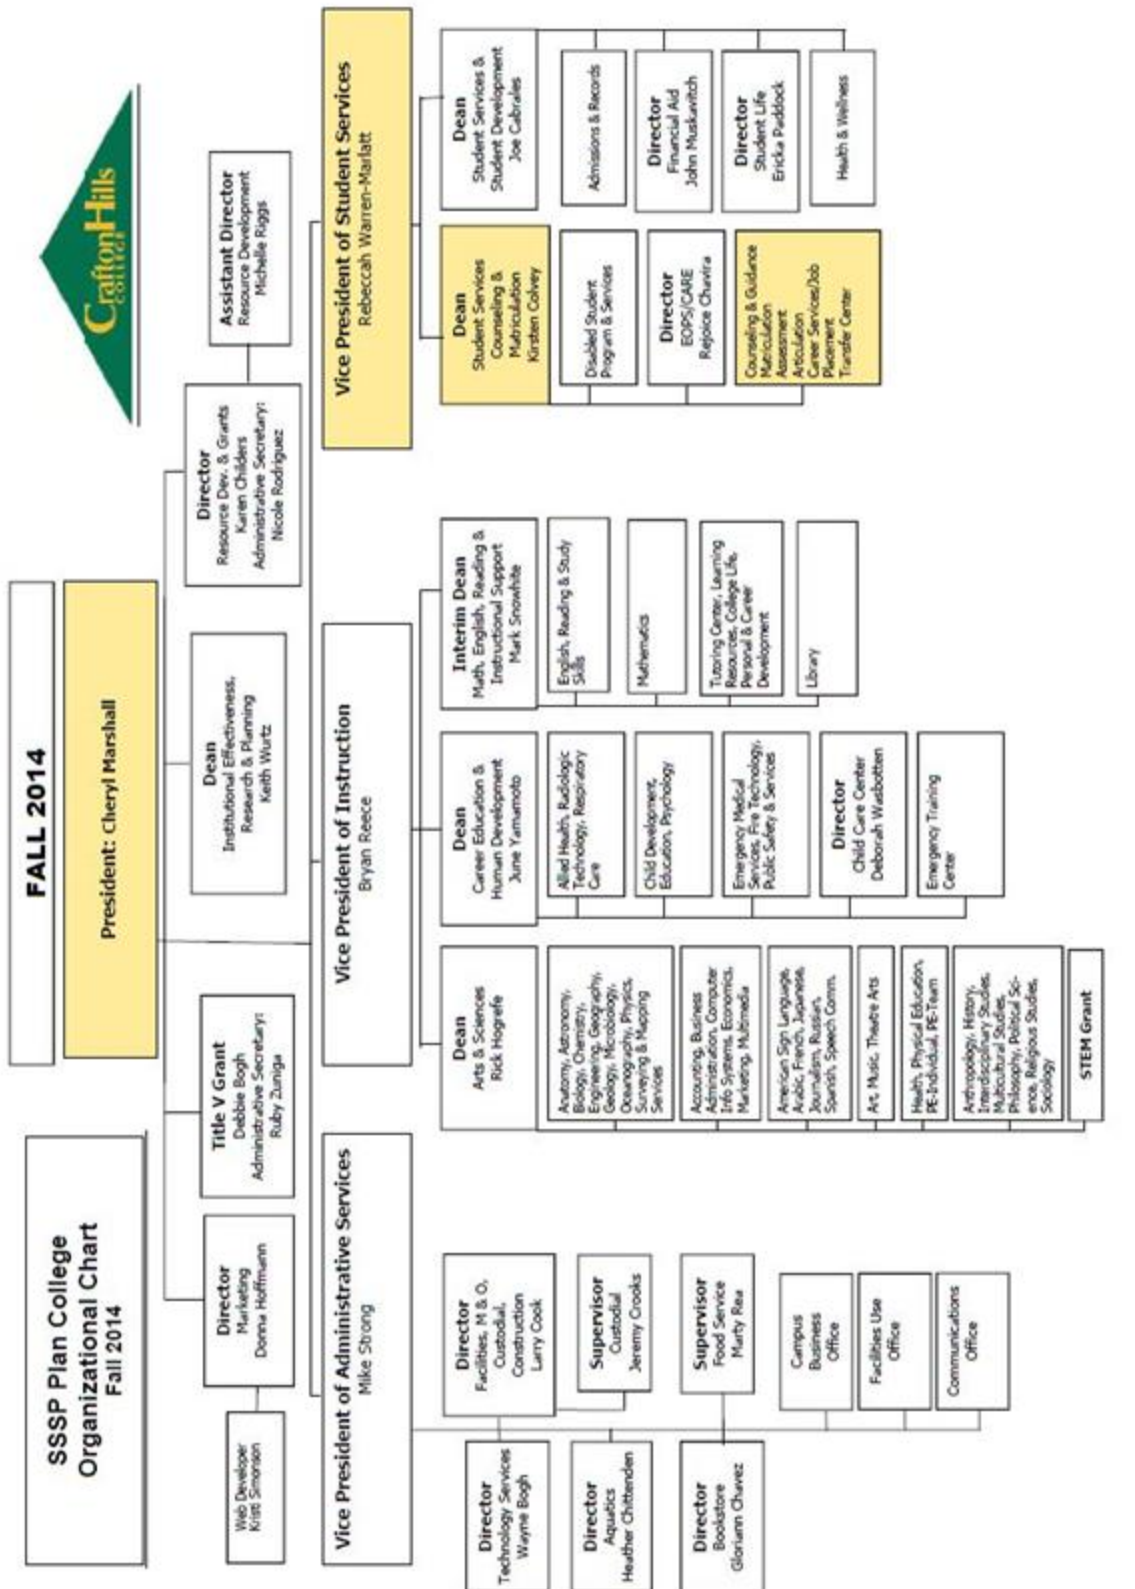 SSSP Plan College
Organizational Chart
Fall 2014
FALL 2014
CraftonHills
COLLEGE
President: Cheryl Marshall
Web Developer
Kristi Simonson
Director
Marketing
Donna Hoffmann
Title V Grant
Debbie Bogh
Administrative Secretary:
Ruby Zuniga
Dean
Institutional Effectiveness,
Research & Planning
Keith Wurtz
Director
Resource Dev. & Grants
Karen Childers
Administrative Secretary:
Nicole Rodriguez
Assistant Director
Resource Development
Michelle Riggs
Vice President of Administrative Services
Mike Strong
Vice President of Instruction
Bryan Reece
Vice President of Student Services
Rebeccah Warren-Marlatt
Director
Technology Services
Wayne Bogh
Director
Aquatics
Heather Chittenden
Director
Bookstore
Gloriann Chavez
Director
Facilities, M & O,
Custodial,
Construction
Larry Cook
Supervisor
Custodial
Jeremy Crooks
Supervisor
Food Service
Marty Rea
Campus
Business
Office
Facilities Use
Office
Communications
Office
Dean
Arts & Sciences
Rick Hogrefe
Anatomy, Astronomy,
Biology, Chemistry,
Engineering, Geography,
Geology, Microbiology,
Oceanography, Physics,
Surveying & Mapping
Services
Accounting, Business
Administration, Computer
Info Systems, Economics,
Marketing, Multimedia
American Sign Language,
Arabic, French, Japanese,
Journalism, Russian,
Spanish, Speech Comm.
Art, Music, Theatre Arts
Health, Physical Education,
PE-Individual, PE-Team
Anthropology, History,
Interdisciplinary Studies,
Multicultural Studies,
Philosophy, Political Sci-
ence, Religious Studies,
Sociology
STEM Grant
Dean
Career Education &
Human Development
June Yamamoto
Allied Health, Radiologic
Technology, Respiratory
Care
Child Development,
Education, Psychology
Emergency Medical
Services, Fire Technology,
Public Safety & Services
Director
Child Care Center
Deborah Wasbotten
Emergency Training
Center
Interim Dean
Math, English, Reading &
Instructional Support
Mark Snowhite
English, Reading & Study
Skills
Mathematics
Tutoring Center, Learning
Resources, College Life,
Personal & Career
Development
Library
Dean
Student Services
Counseling &
Matriculation
Kirsten Colvey
Disabled Student
Program & Services
Director
EOPS/CARE
Rejoice Chavira
Counseling & Guidance
Matriculation
Assessment
Articulation
Career Services/Job
Placement
Transfer Center
Dean
Student Services &
Student Development
Joe Cabrales
Admissions & Records
Director
Financial Aid
John Muskavitch
Director
Student Life
Ericka Paddock
Health & Wellness